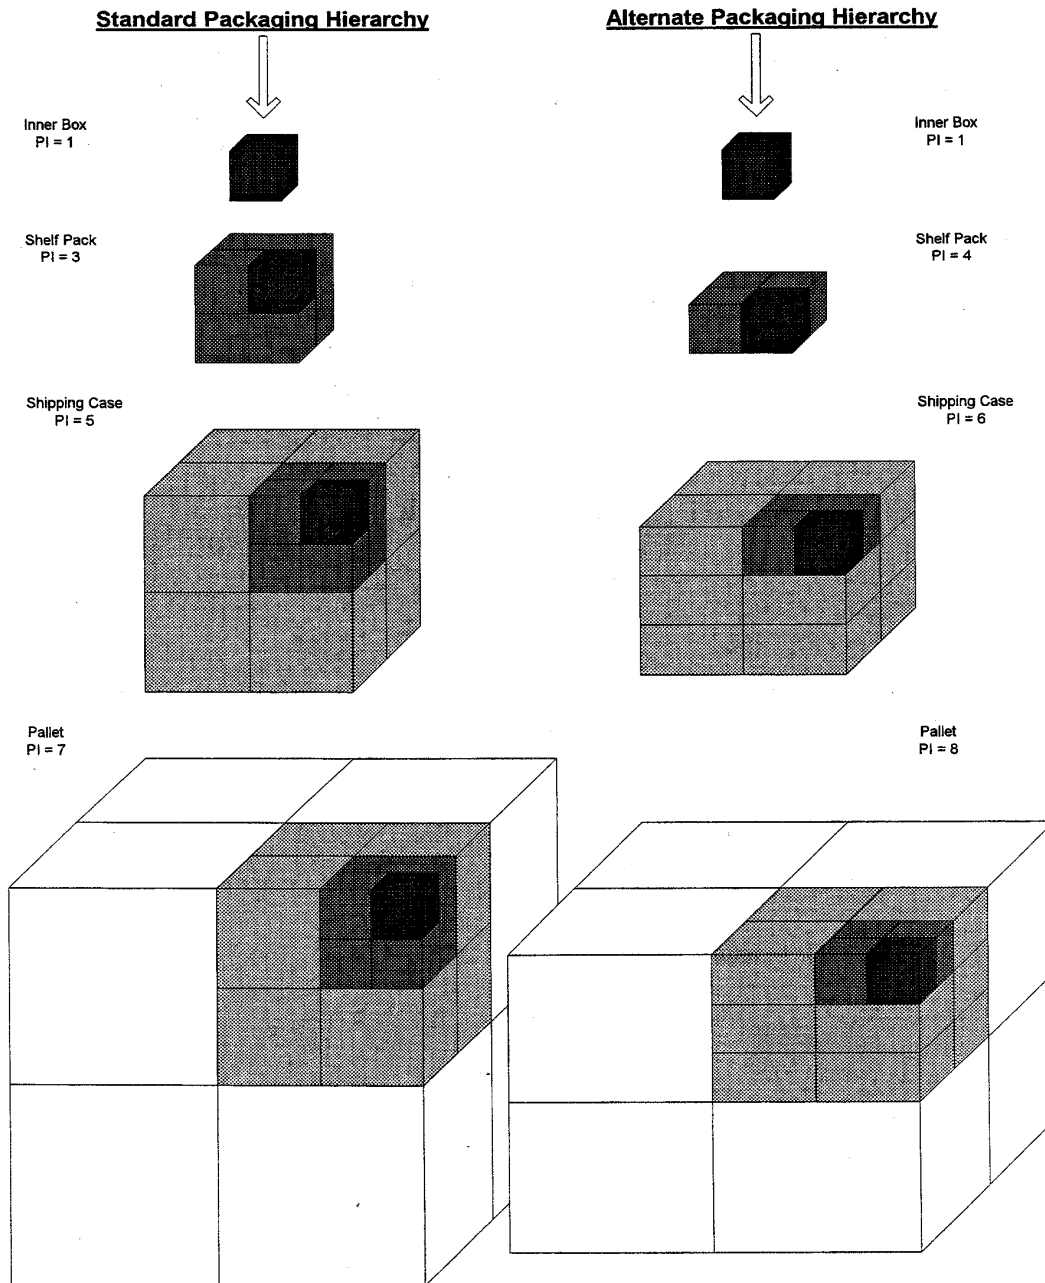 Standard Packaging Hierarchy
Alternate Packaging Hierarchy
Inner Box
PI = 1
Inner Box
PI = 1
Shelf Pack
PI = 3
Shelf Pack
PI = 4
Shipping Case
PI = 5
Shipping Case
PI = 6
Pallet
PI = 7
Pallet
PI = 8